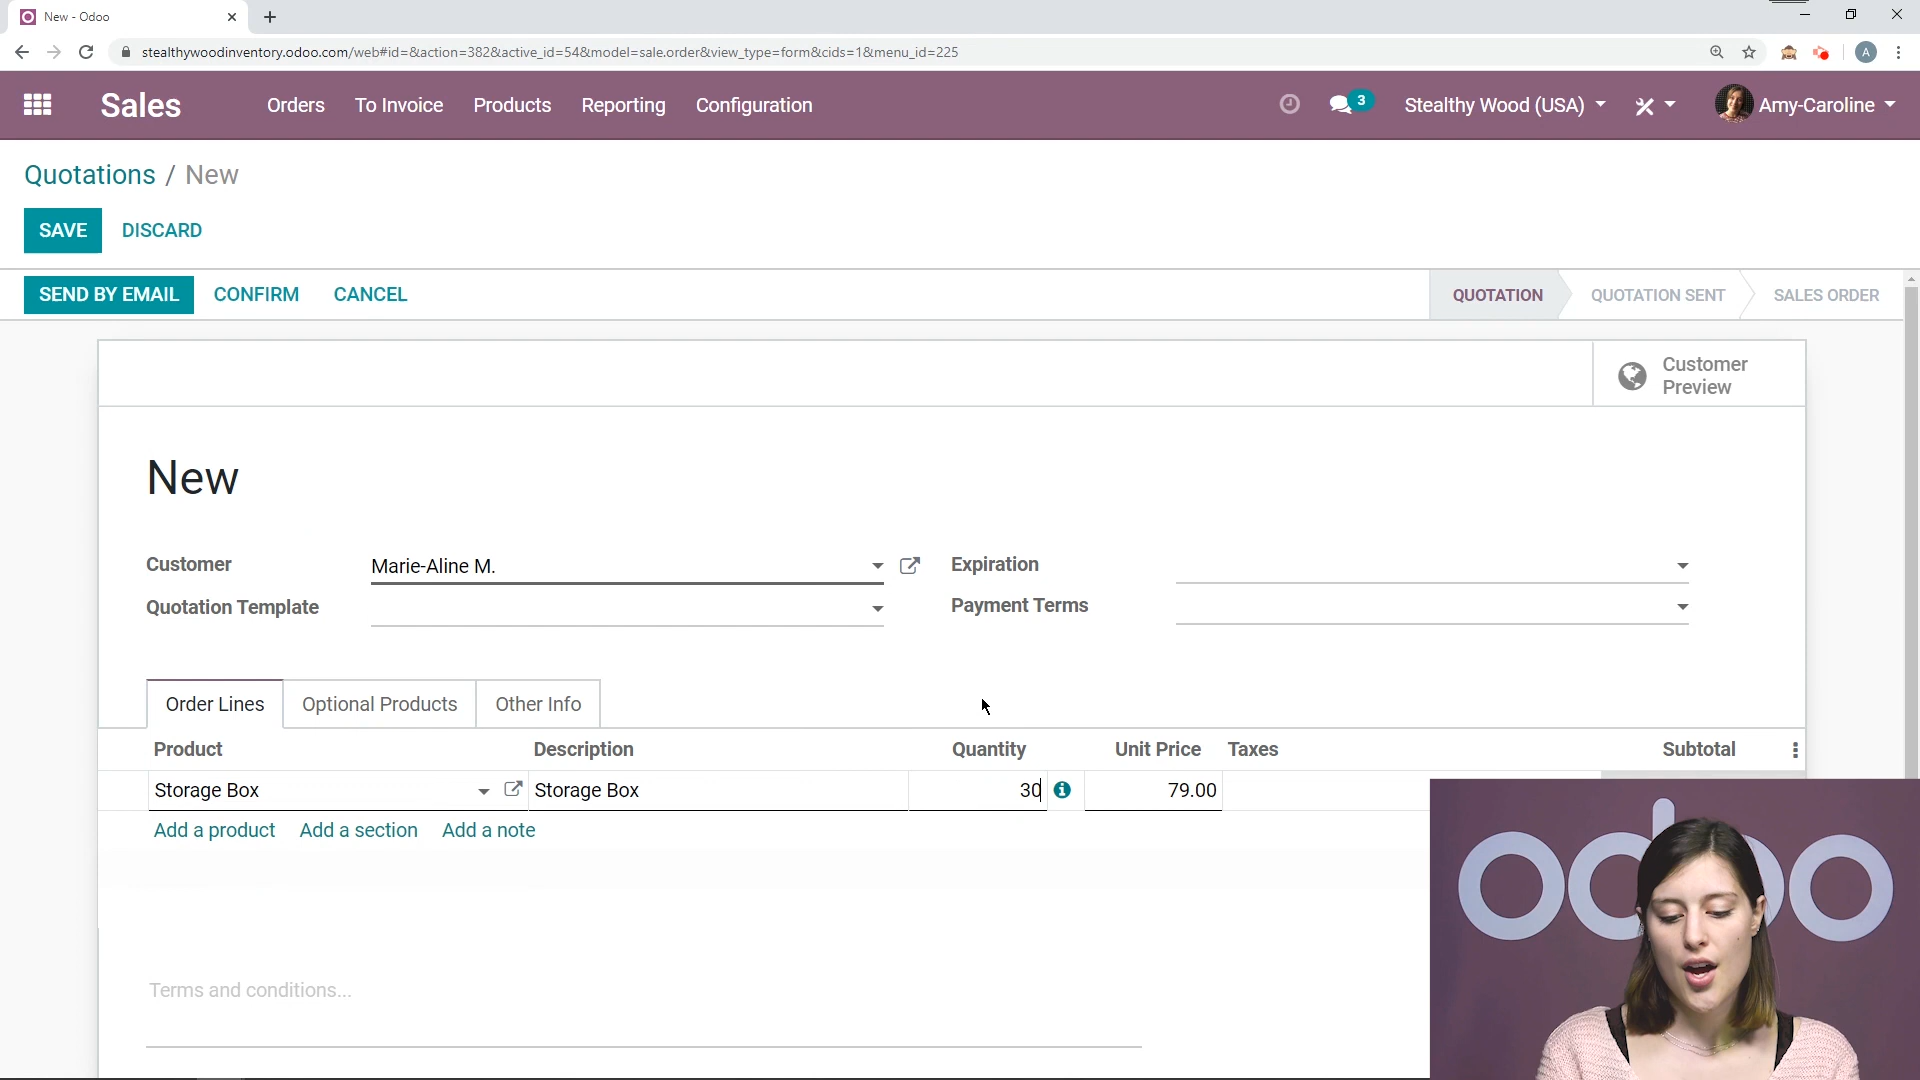 New - Odoo
stealthywoodinventory.odoo.com/web#id=&action=382&active_id=54&model=sale.order&view_type=form&cids=1&menu_id=225
A
Sales Orders To Invoice Products Reporting Configuration 3 Stealthy Wood (USA) Amy-Caroline
Quotations / New
SAVE DISCARD
SEND BY EMAIL CONFIRM CANCEL QUOTATION QUOTATION SENT SALES ORDER
Customer
Preview
New
Customer Marie-Aline M. Expiration
Quotation Template Payment Terms
Order Lines Optional Products Other Info
Product Description Quantity Unit Price Taxes Subtotal
Storage Box Storage Box 30 79.00
Add a product Add a section Add a note
odoo
Terms and conditions...